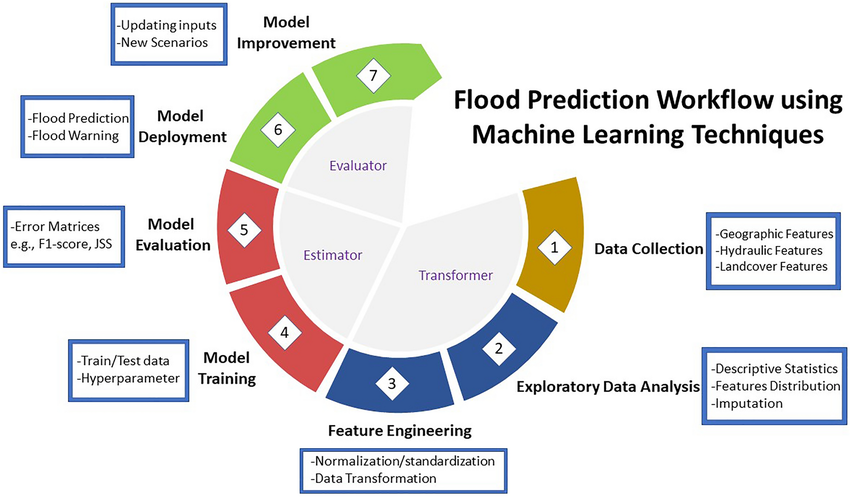 Flood Prediction Workflow using
Machine Learning Techniques
1
Data Collection
-Geographic Features
-Hydraulic Features
-Landcover Features
2
Exploratory Data Analysis
-Descriptive Statistics
-Features Distribution
-Imputation
3
Feature Engineering
-Normalization/standardization
-Data Transformation
4
Model
Training
-Train/Test data
-Hyperparameter
5
Model
Evaluation
-Error Matrices
e.g., F1-score, JSS
6
Model
Deployment
-Flood Prediction
-Flood Warning
7
Model
Improvement
-Updating inputs
-New Scenarios
Transformer
Estimator
Evaluator